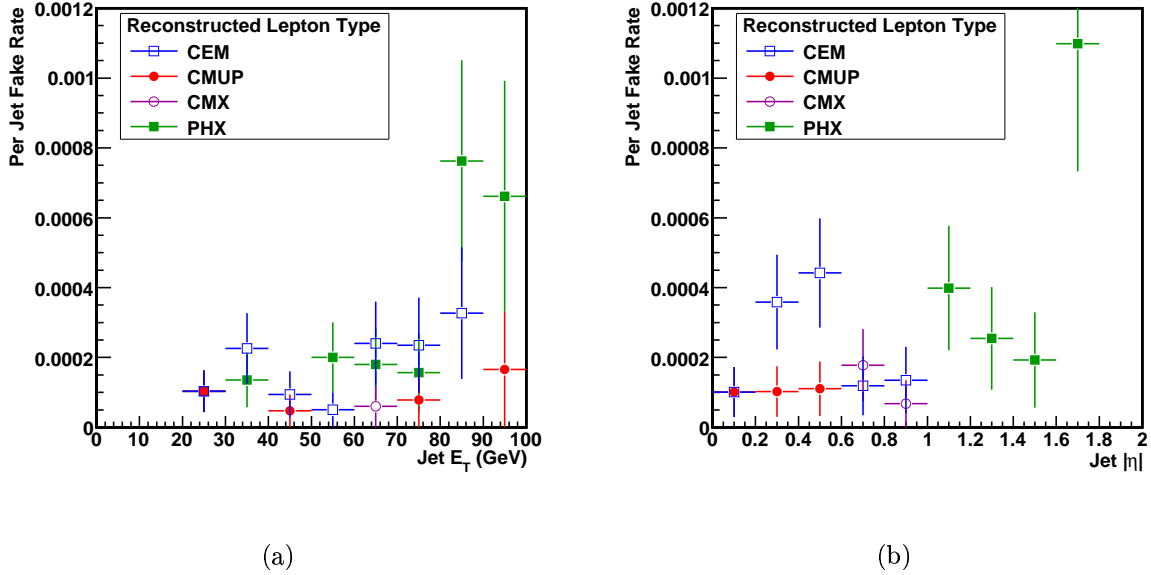 Per Jet Fake Rate
0.0012
0.001
0.0008
0.0006
0.0004
0.0002
0
Reconstructed Lepton Type
CEM
CMUP
CMX
PHX
0 10 20 30 40 50 60 70 80 90 100
Jet E_T (GeV)
(a)
Per Jet Fake Rate
0.0012
0.001
0.0008
0.0006
0.0004
0.0002
0
Reconstructed Lepton Type
CEM
CMUP
CMX
PHX
0 0.2 0.4 0.6 0.8 1 1.2 1.4 1.6 1.8 2
Jet |η|
(b)